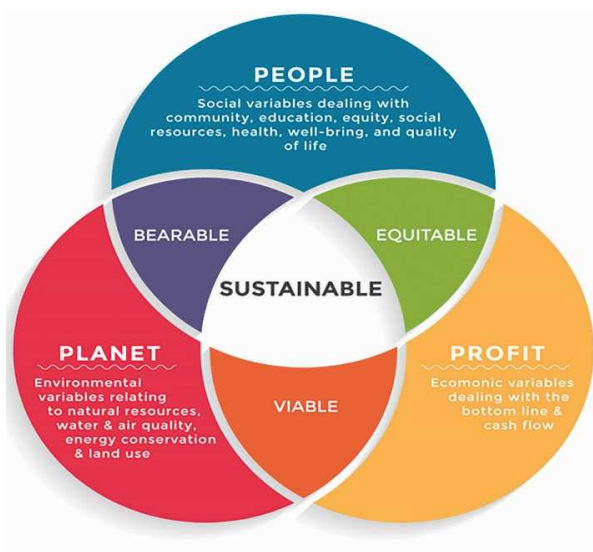 PEOPLE
Social variables dealing with
community, education, equity, social
resources, health, well-bring, and quality
of life
BEARABLE
EQUITABLE
SUSTAINABLE
PLANET
Environmental
variables relating
to natural resources,
water & air quality,
energy conservation
& land use
PROFIT
Ecomonic variables
dealing with the
bottom line &
cash flow
VIABLE